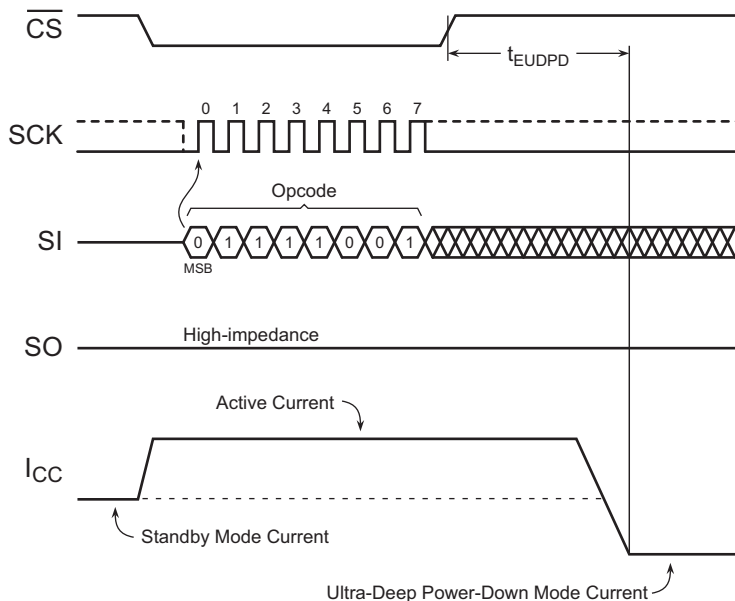 CS
tEUDPD
SCK
0 1 2 3 4 5 6 7
Opcode
SI
0 1 1 1 1 0 0 1
MSB
SO
High-impedance
Active Current
ICC
Standby Mode Current
Ultra-Deep Power-Down Mode Current